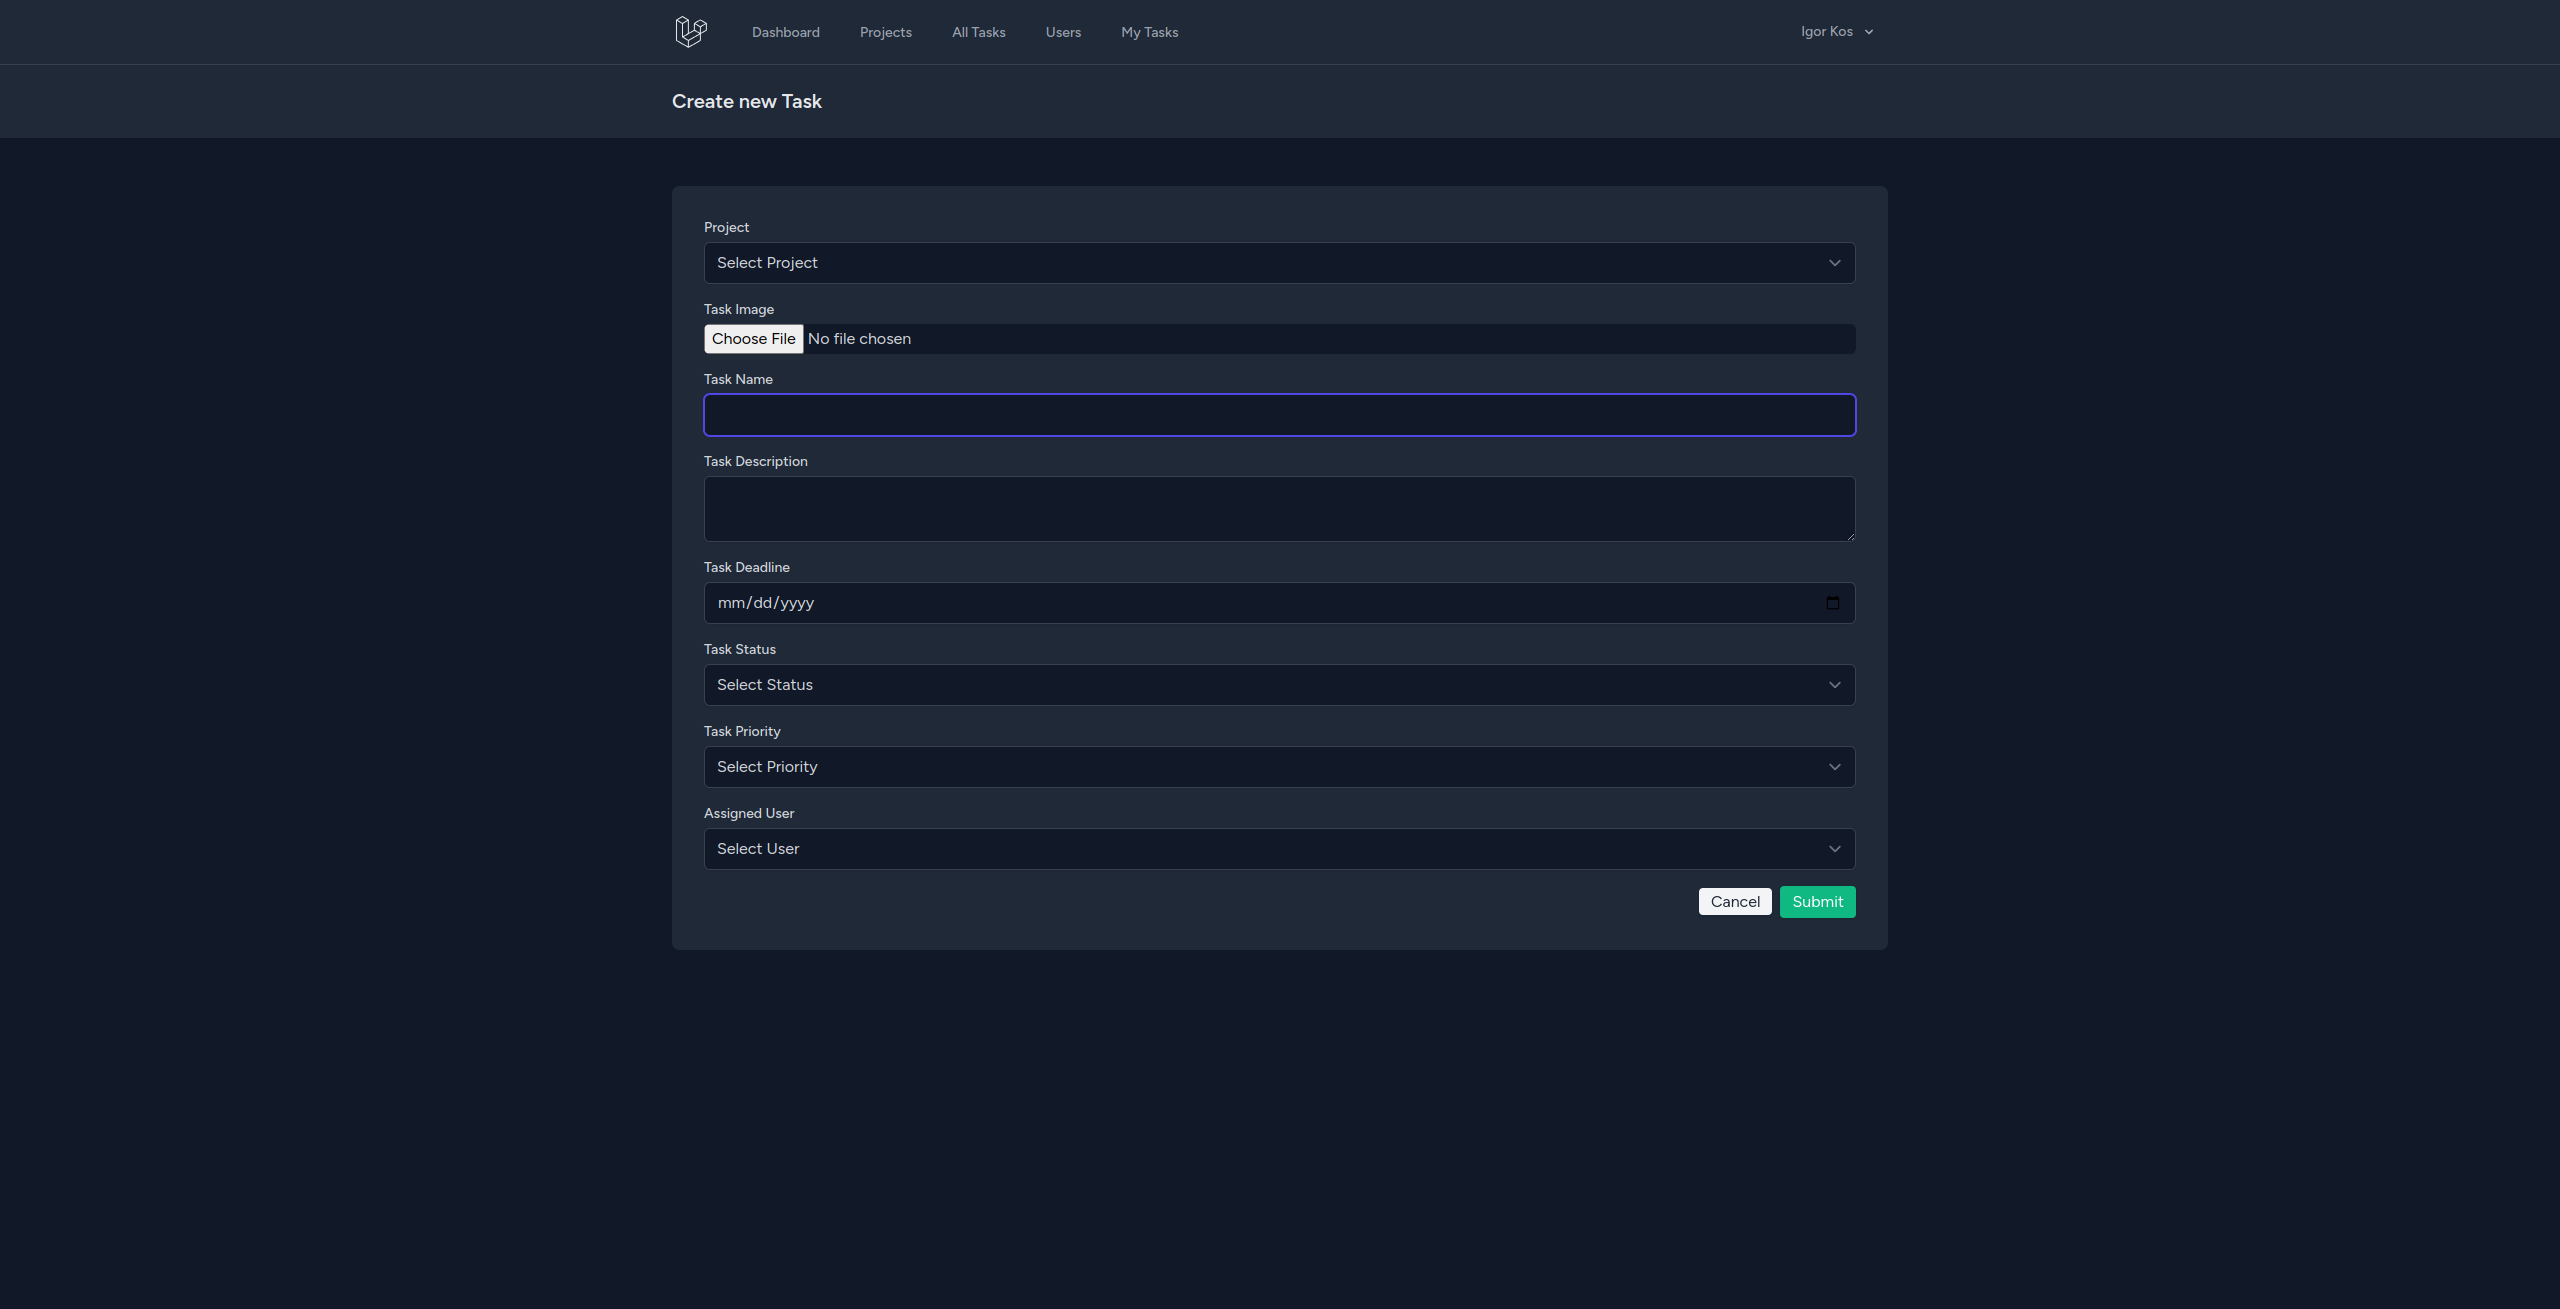 Dashboard Projects All Tasks Users My Tasks Igor Kos
Create new Task
Project
Select Project
Task Image
Choose File No file chosen
Task Name
Task Description
Task Deadline
mm/dd/yyyy
Task Status
Select Status
Task Priority
Select Priority
Assigned User
Select User
Cancel Submit